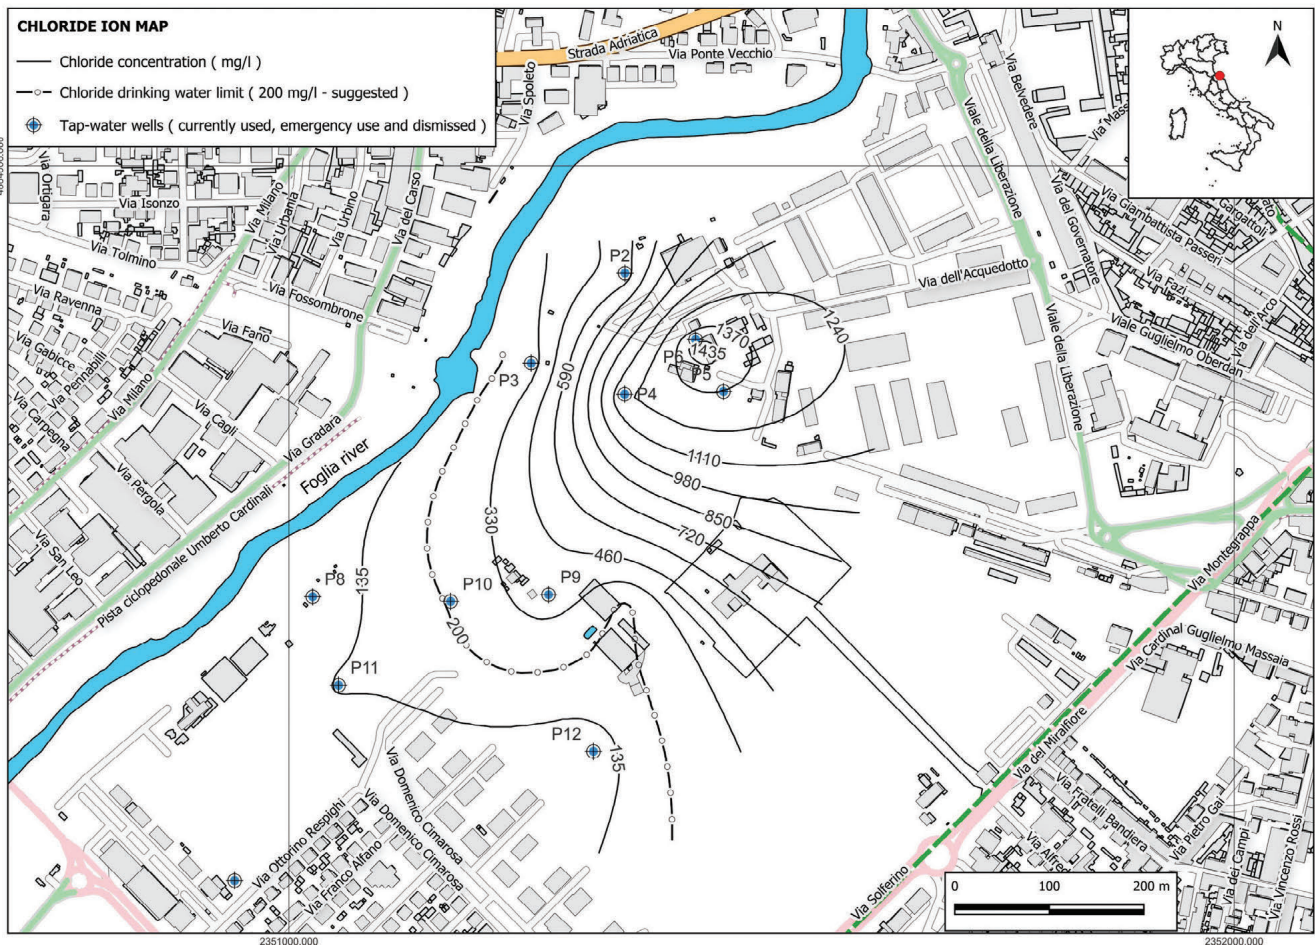 CHLORIDE ION MAP
Chloride concentration ( mg/l )
Chloride drinking water limit ( 200 mg/l - suggested )
Tap-water wells ( currently used, emergency use and dismissed )
N
Strada Adriatica
Via Ponte Vecchio
Via Spoleto
Via Belvedere
Viale della Liberazione
Via del Governatore
Via Giambattista Passeri
Gargattoli
Via Fazi
Via dell'Arco
Viale Guglielmo Oberdan
Viale della Liberazione
Via dell'Acquedotto
Via Ortigara
Via Isonzo
Via Milano
Via Urbania
Via Urbino
Via del Carso
Via Tolmino
Via Ravenna
Via Fossombrone
Via Fano
Via Gabicce
Via Pennabilli
Via Milano
Via Carpegna
Via Cagli
Via Gradara
Via Pergola
Via San Leo
Pista ciclopedonale Umberto Cardinali
Foglia river
P2
P3
P4
P6
P5
P8
P9
P10
P11
P12
1240
1370
1435
590
1110
980
850
720
460
330
200
135
135
Via Montegrappa
Via Cardinal Guglielmo Massaia
Via del Miralfiore
Via Fratelli Bandiera
Via Pietro Gai
Via dei Campi
Via Vincenzo Rossi
Via Solferino
Via Domenico Cimarosa
Via Domenico Cimarosa
Via Ottorino Respighi
Via Franco Alfano
0 100 200 m
2351000.000
2352000.000